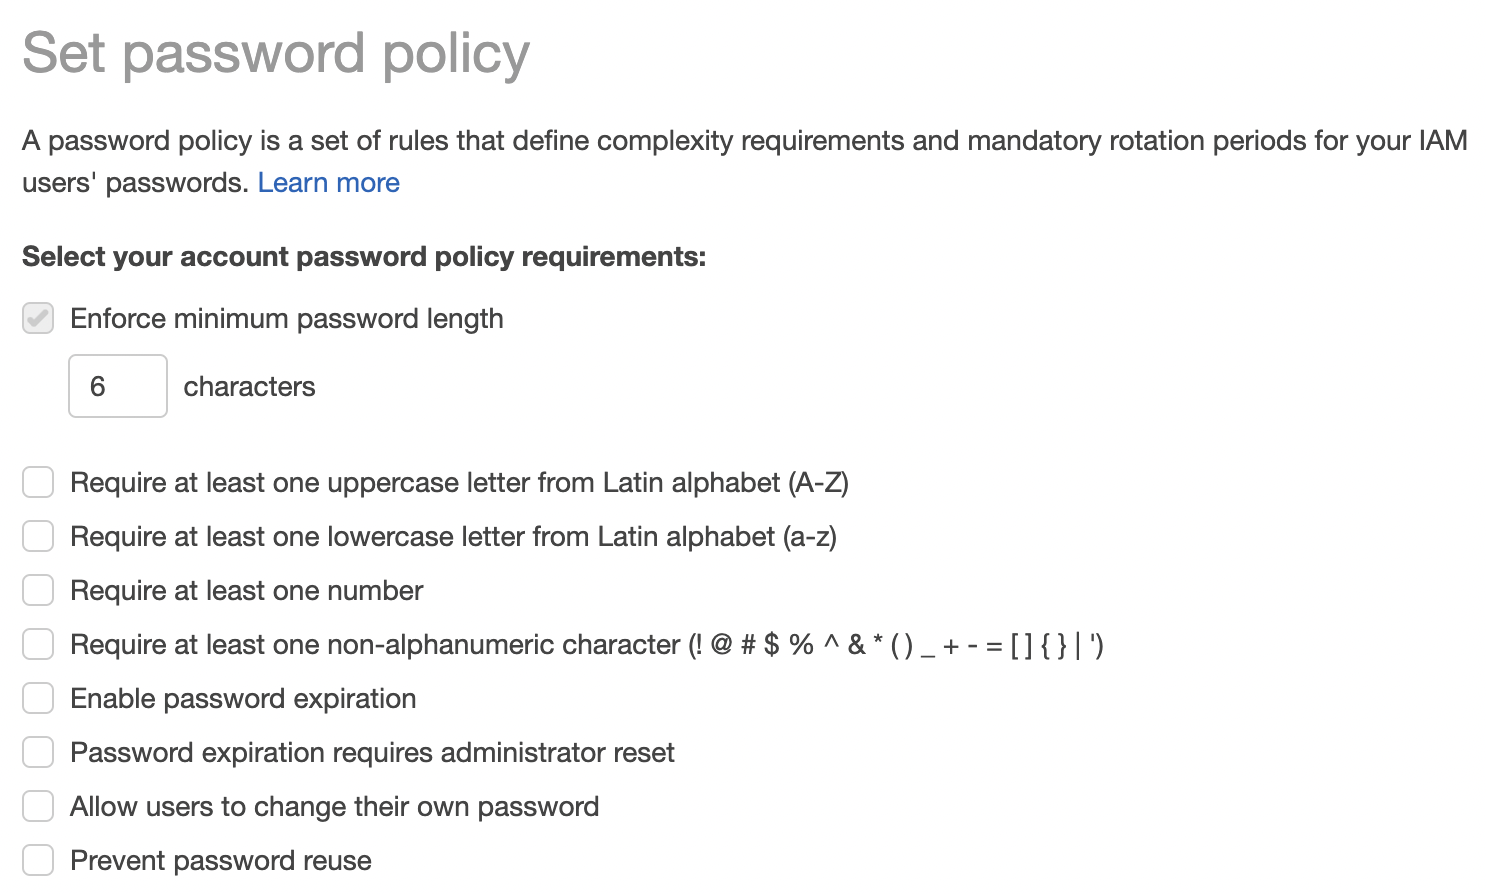 Set password policy
A password policy is a set of rules that define complexity requirements and mandatory rotation periods for your IAM
users' passwords. Learn more
Select your account password policy requirements:
Enforce minimum password length
6 characters
Require at least one uppercase letter from Latin alphabet (A-Z)
Require at least one lowercase letter from Latin alphabet (a-z)
Require at least one number
Require at least one non-alphanumeric character (! @ # $ % ^ & * ( ) _ + - = [ ] { } | ')
Enable password expiration
Password expiration requires administrator reset
Allow users to change their own password
Prevent password reuse